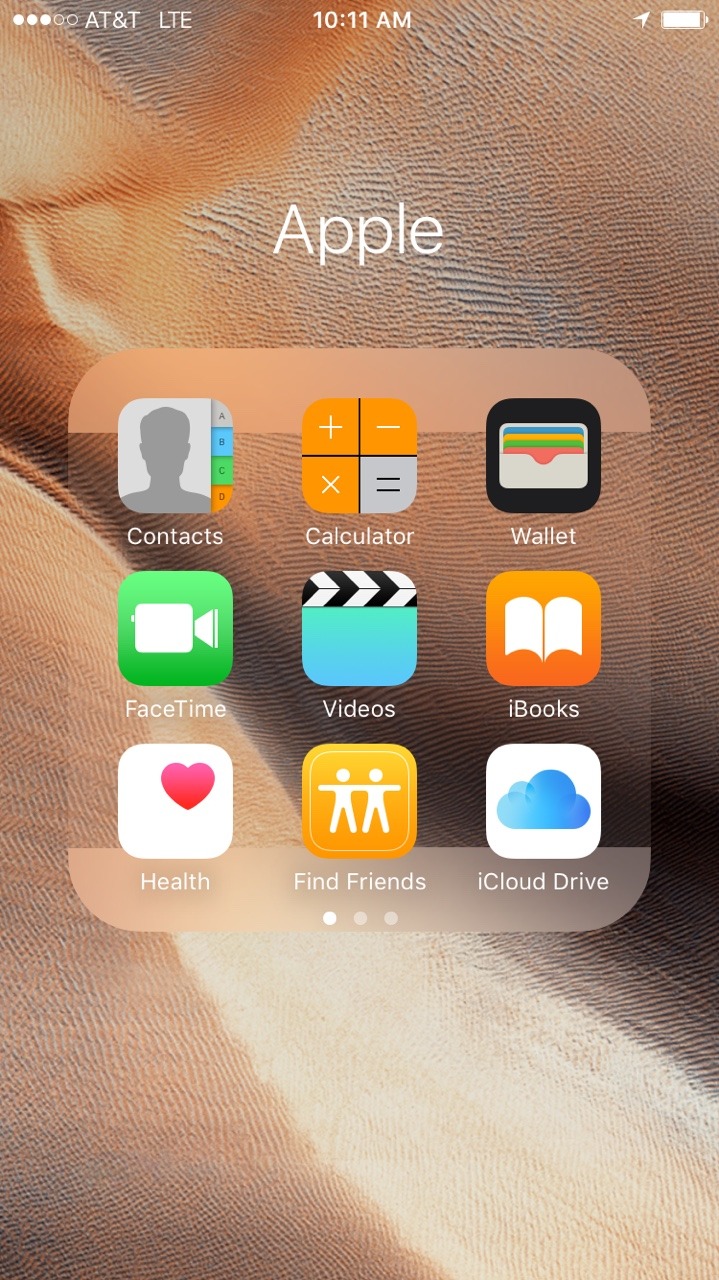 AT&T LTE 10:11 AM
Apple
A
B
C
D
Contacts Calculator Wallet
FaceTime Videos iBooks
Health Find Friends iCloud Drive